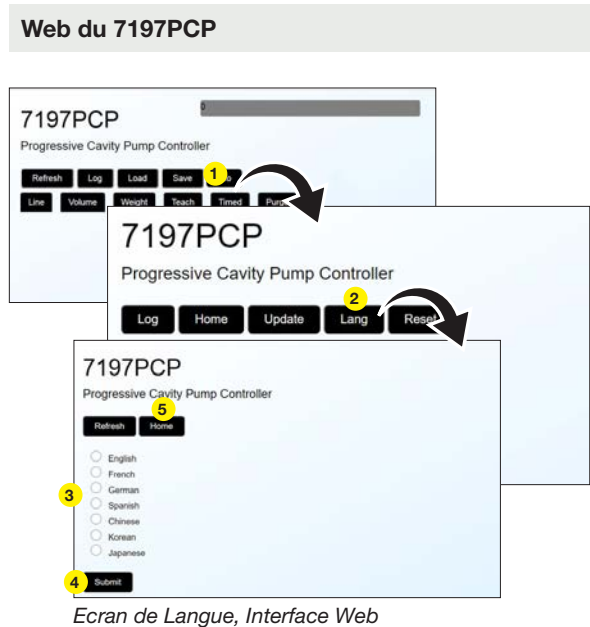 Web du 7197PCP
0
7197PCP
Progressive Cavity Pump Controller
Refresh Log Load Save 1
Line Volume Weight Teach Timed
7197PCP
Progressive Cavity Pump Controller
2
Log Home Update Lang Reset
7197PCP
Progressive Cavity Pump Controller
5
Refresh Home
English
French
3 German
Spanish
Chinese
Korean
Japanese
4 Submit
Ecran de Langue, Interface Web